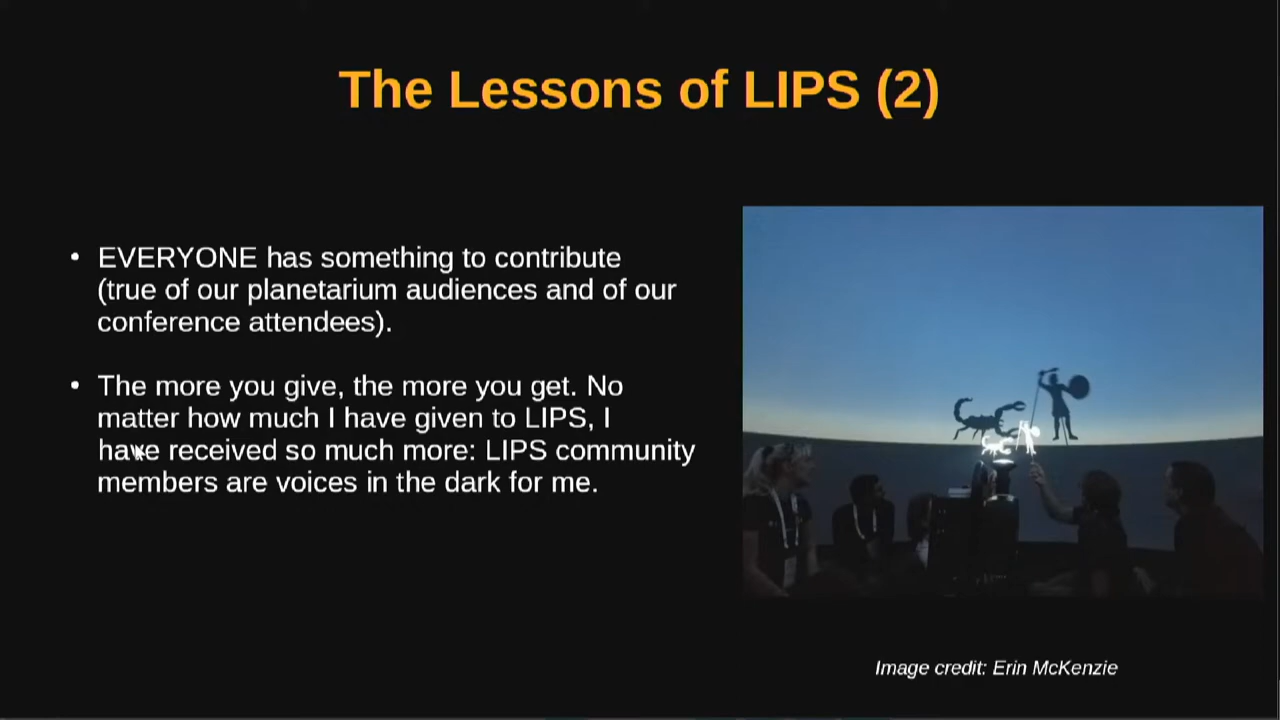 The Lessons of LIPS (2)
• EVERYONE has something to contribute
(true of our planetarium audiences and of our
conference attendees).
• The more you give, the more you get. No
matter how much I have given to LIPS, I
have received so much more: LIPS community
members are voices in the dark for me.
Image credit: Erin McKenzie